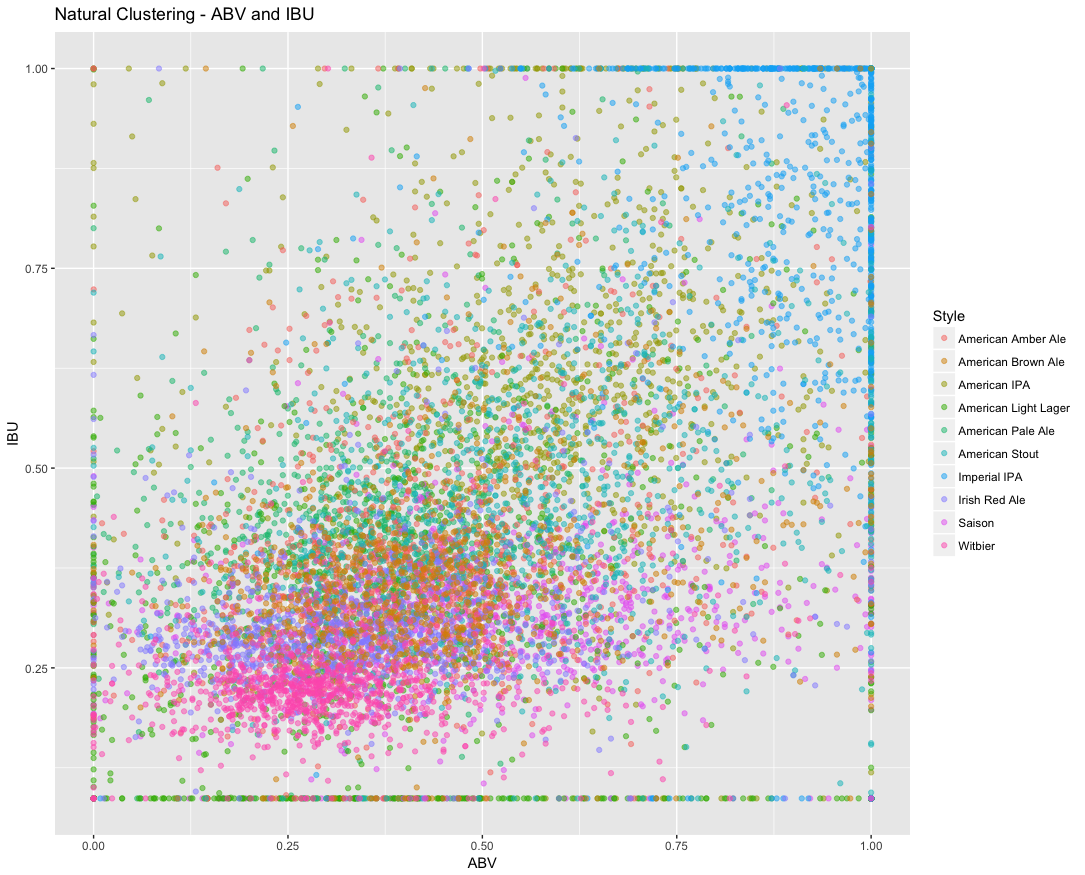 Natural Clustering - ABV and IBU
1.00
0.75
0.50
0.25
IBU
0.00
0.25
0.50
0.75
1.00
ABV
Style
American Amber Ale
American Brown Ale
American IPA
American Light Lager
American Pale Ale
American Stout
Imperial IPA
Irish Red Ale
Saison
Witbier